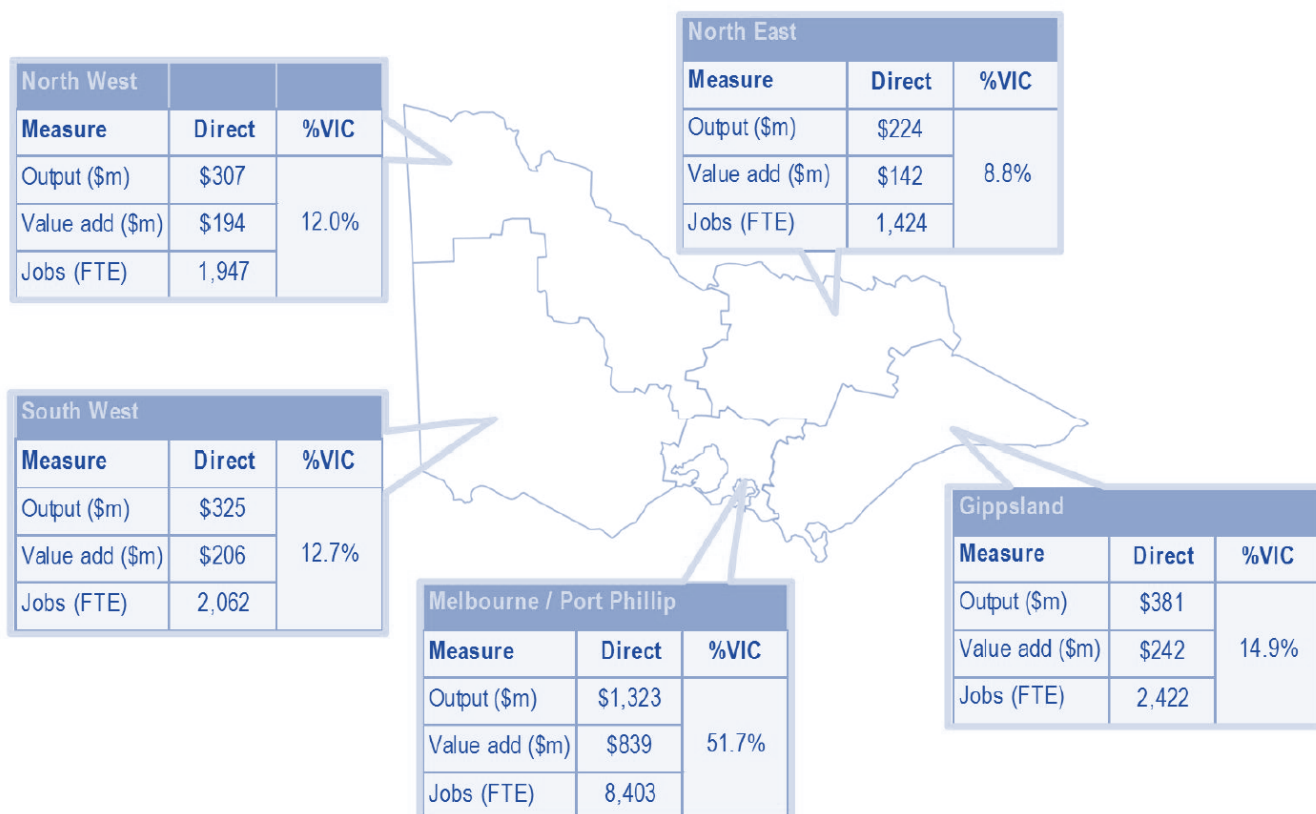 North West
Measure Direct %VIC
Output ($m) $307
Value add ($m) $194 12.0%
Jobs (FTE) 1,947
North East
Measure Direct %VIC
Output ($m) $224
Value add ($m) $142 8.8%
Jobs (FTE) 1,424
South West
Measure Direct %VIC
Output ($m) $325
Value add ($m) $206 12.7%
Jobs (FTE) 2,062
Melbourne / Port Phillip
Measure Direct %VIC
Output ($m) $1,323
Value add ($m) $839 51.7%
Jobs (FTE) 8,403
Gippsland
Measure Direct %VIC
Output ($m) $381
Value add ($m) $242 14.9%
Jobs (FTE) 2,422